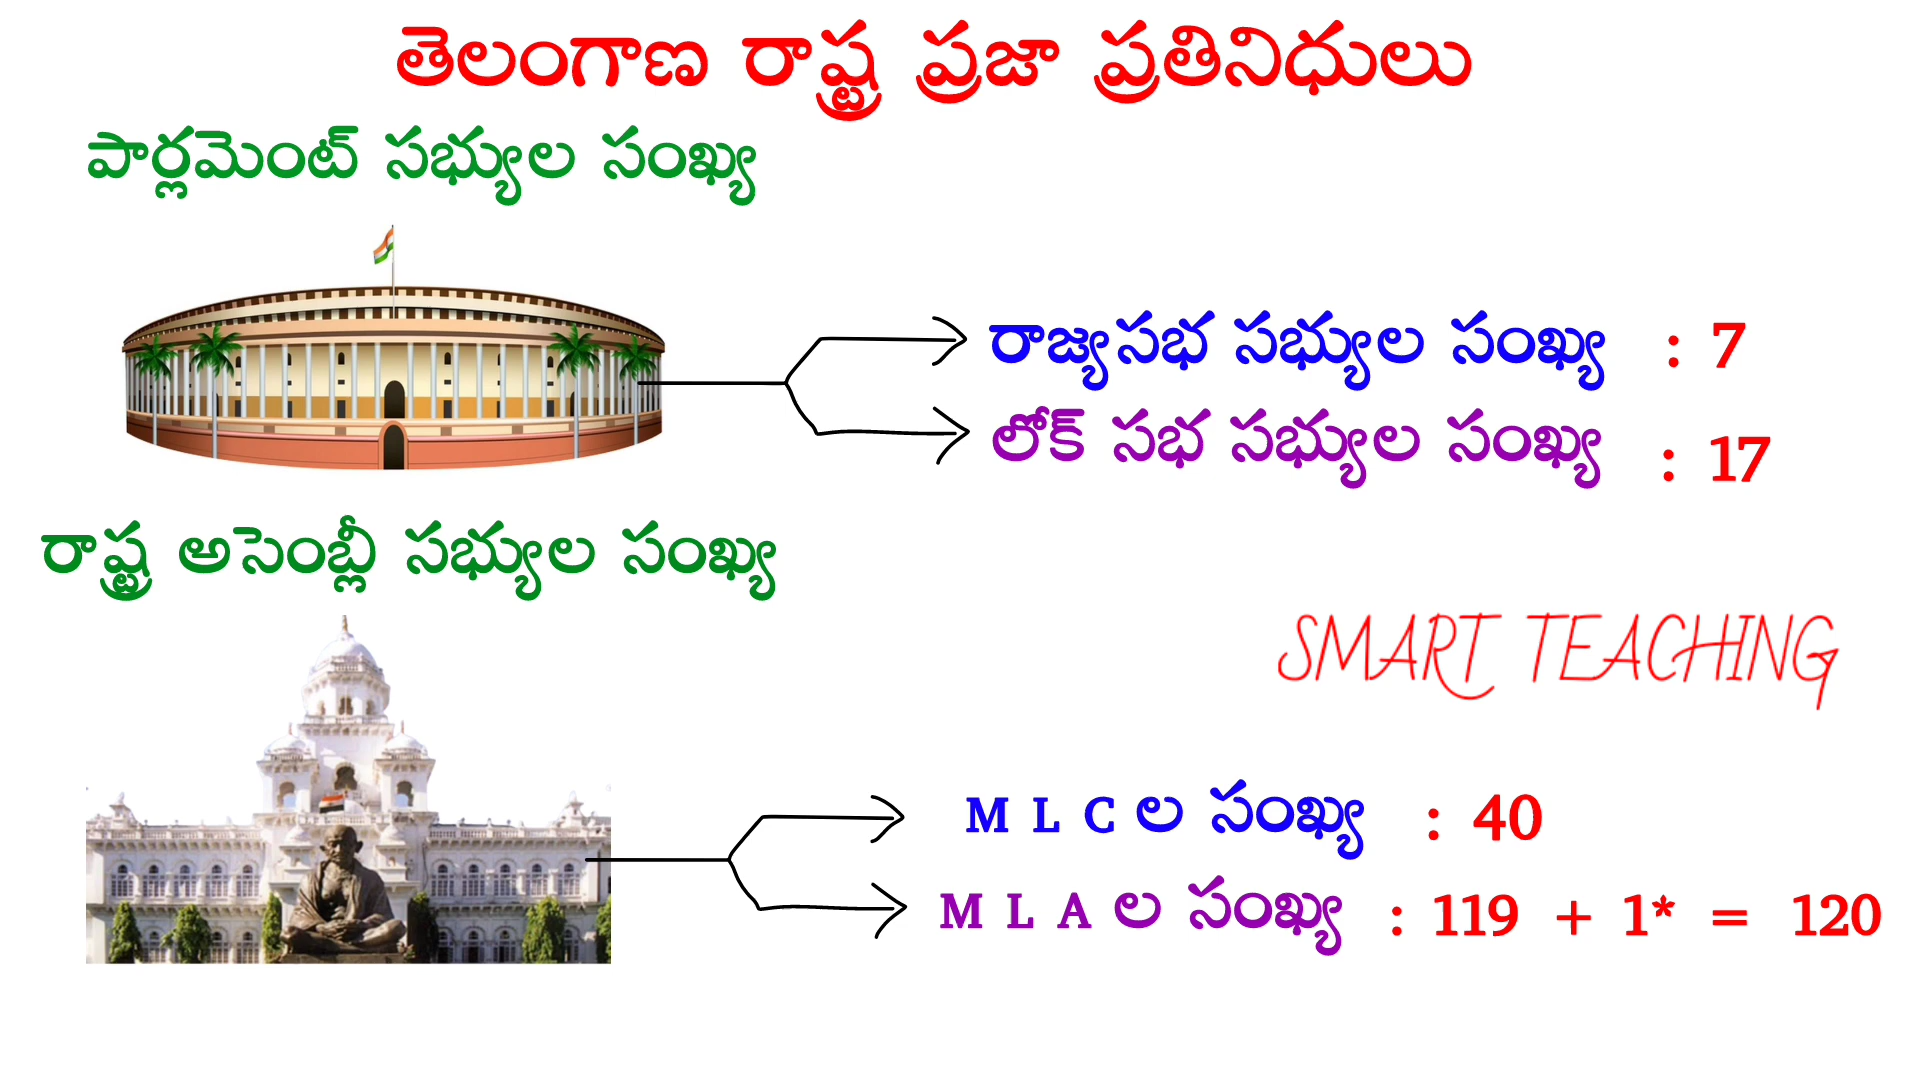 తెలంగాణ రాష్ట్ర ప్రజా ప్రతినిధులు
పార్లమెంట్ సభ్యుల సంఖ్య
రాజ్యసభ సభ్యుల సంఖ్య : 7
లోక్ సభ సభ్యుల సంఖ్య : 17
రాష్ట్ర అసెంబ్లీ సభ్యుల సంఖ్య
SMART TEACHING
M L C ల సంఖ్య : 40
M L A ల సంఖ్య : 119 + 1* = 120